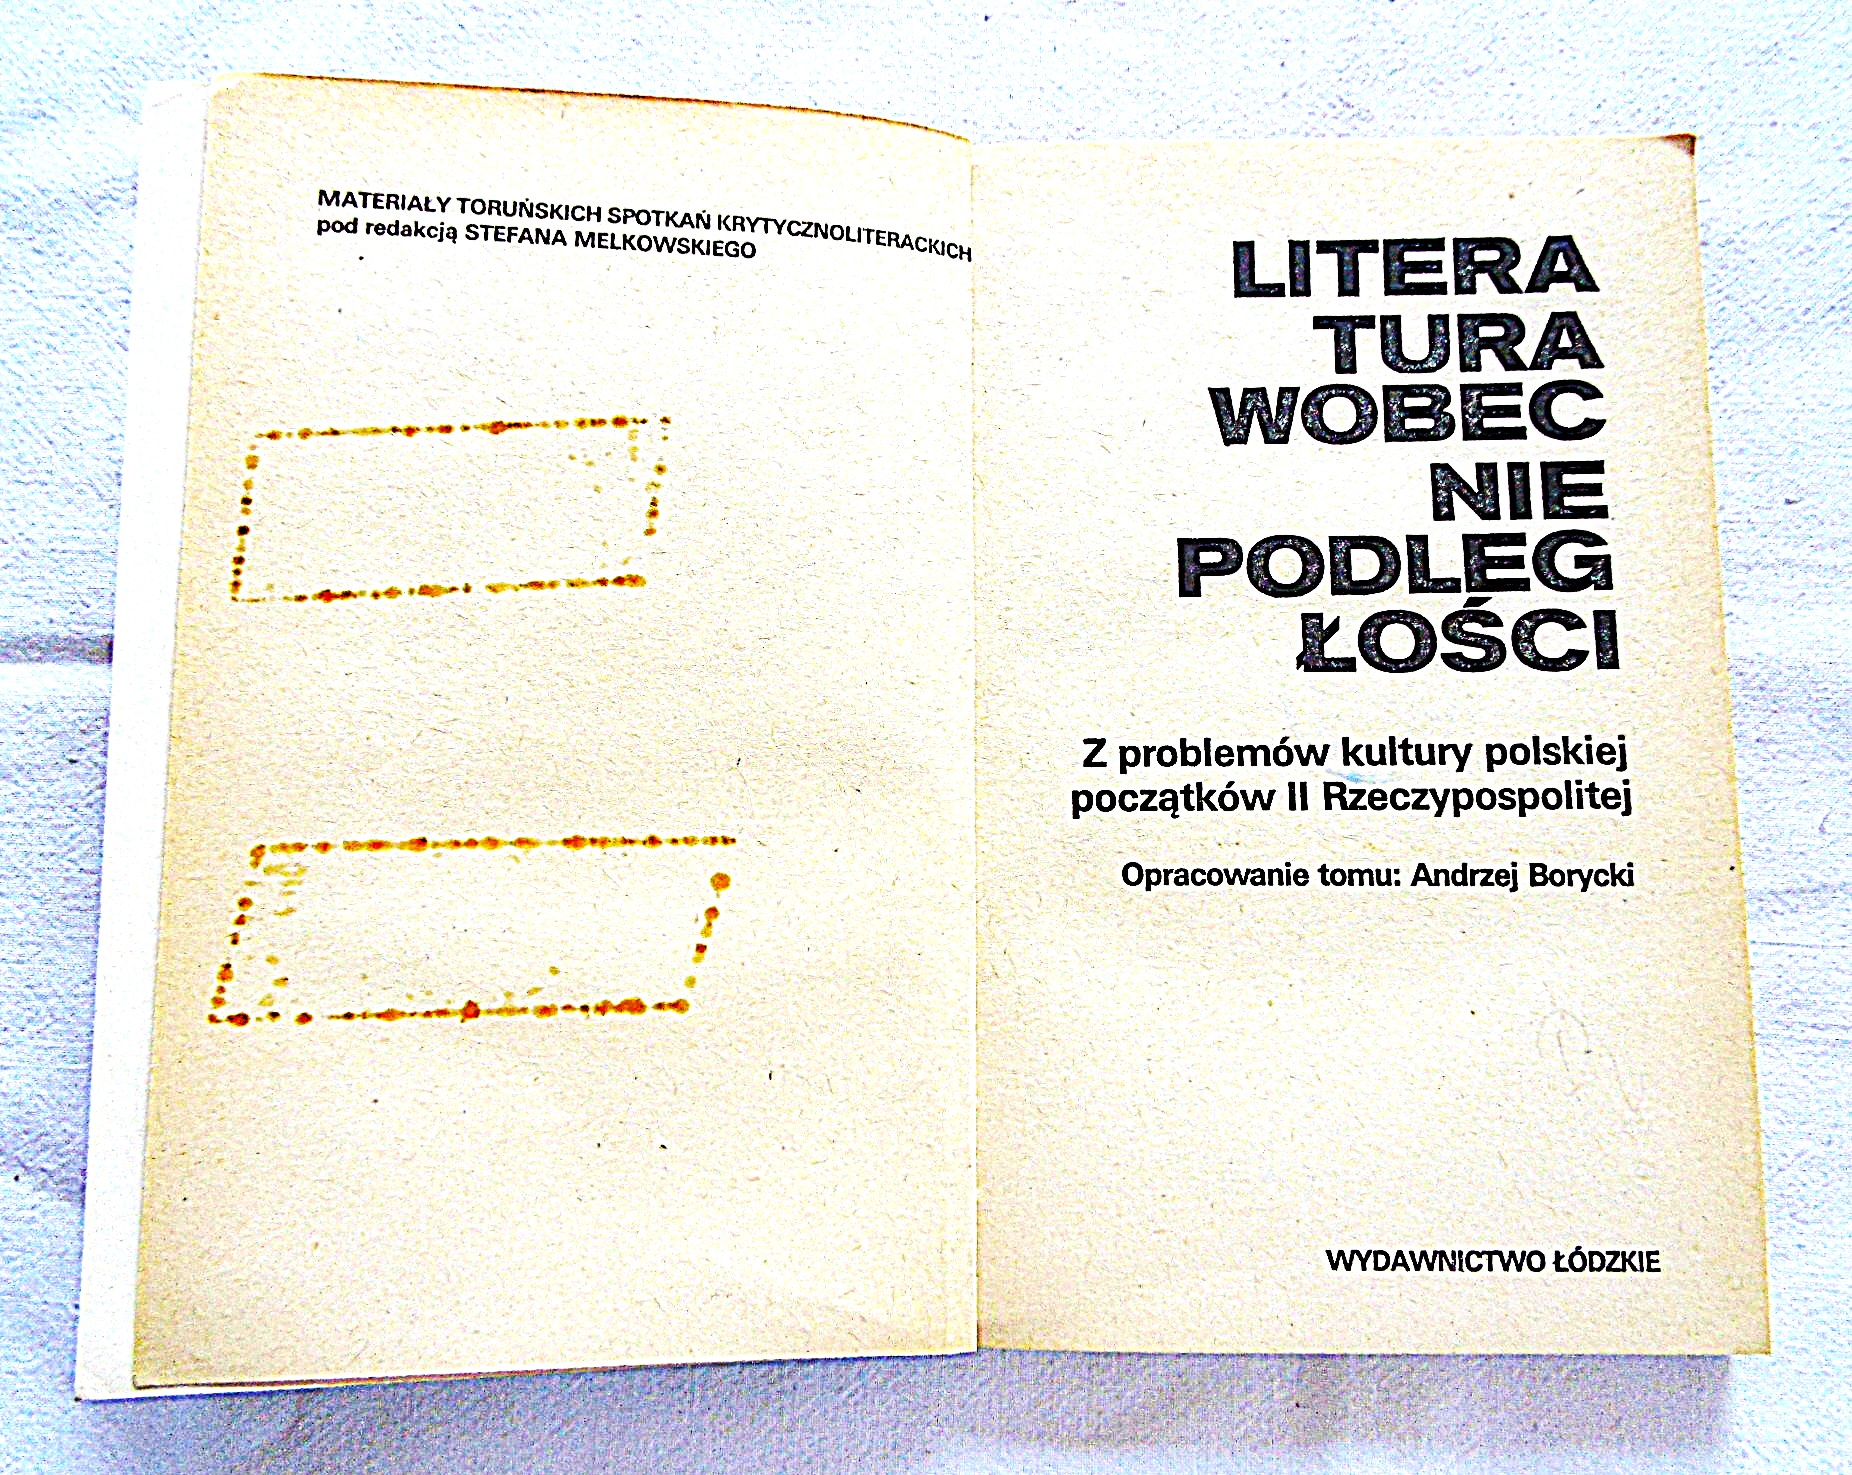 MATERIAŁY TORUŃSKICH SPOTKAŃ KRYTYCZNOLITERACKICH
pod redakcją STEFANA MELKOWSKIEGO
LITERA
TURA
WOBEC
NIE
PODLEG
ŁOŚCI
Z problemów kultury polskiej
początków II Rzeczypospolitej
Opracowanie tomu: Andrzej Borycki
WYDAWNICTWO ŁÓDZKIE